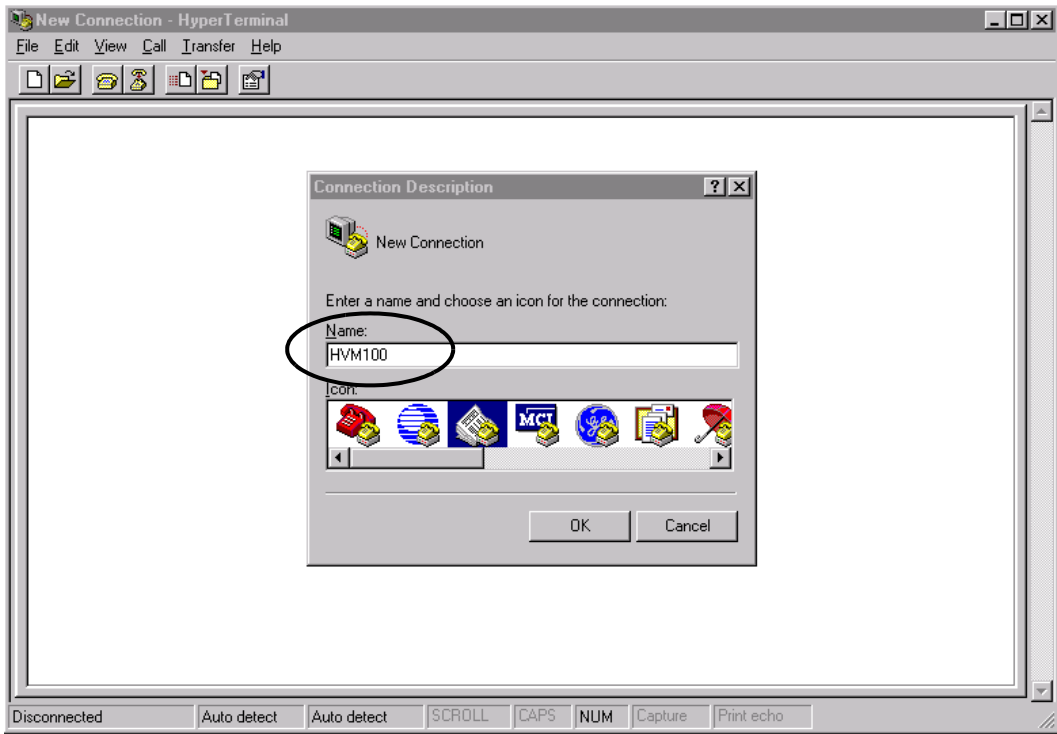 New Connection - HyperTerminal
File Edit View Call Transfer Help
Connection Description
New Connection
Enter a name and choose an icon for the connection:
Name:
HVM100
Icon:
MCI
OK Cancel
Disconnected Auto detect Auto detect SCROLL CAPS NUM Capture Print echo